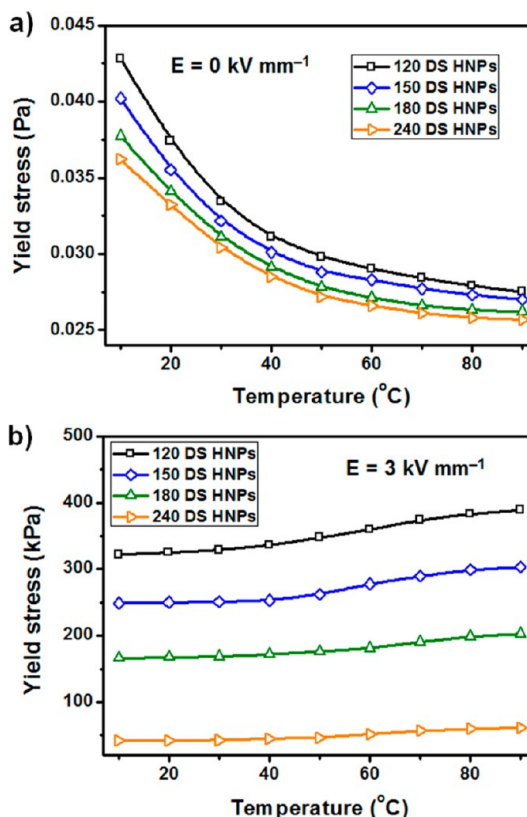 a)
E = 0 kV mm⁻¹
120 DS HNPs
150 DS HNPs
180 DS HNPs
240 DS HNPs
Yield stress (Pa)
0.045
0.040
0.035
0.030
0.025
20 40 60 80
Temperature (°C)
b)
120 DS HNPs
150 DS HNPs
180 DS HNPs
240 DS HNPs
E = 3 kV mm⁻¹
Yield stress (kPa)
500
400
300
200
100
20 40 60 80
Temperature (°C)